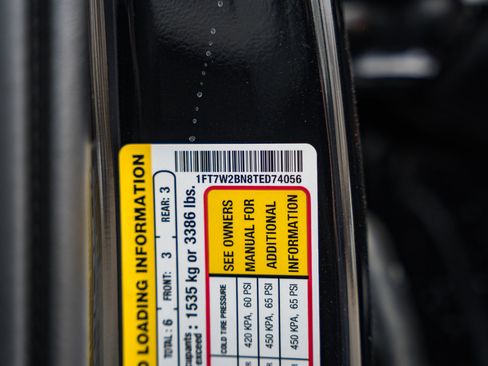 1FT7W2BN8TED74056
LOADING INFORMATION
TOTAL : 6 FRONT: 3 REAR: 3
: 1535 kg or 3386 lbs.
SEE OWNERS
MANUAL FOR
ADDITIONAL
INFORMATION
COLD TIRE PRESSURE
420 KPA, 60 PSI
450 KPA, 65 PSI
450 KPA, 65 PSI